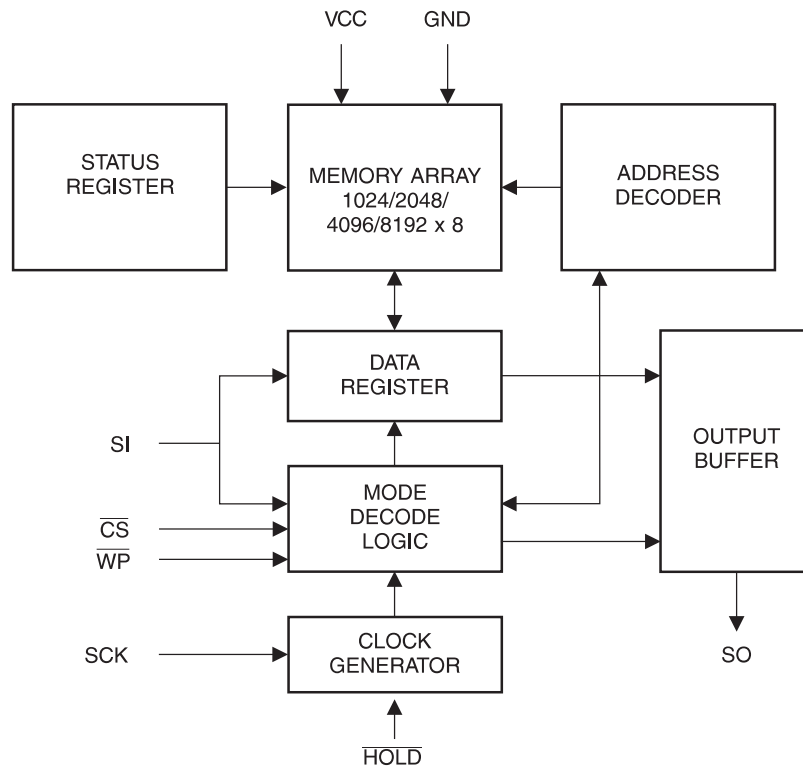 VCC
GND
STATUS
REGISTER
MEMORY ARRAY
1024/2048/
4096/8192 x 8
ADDRESS
DECODER
DATA
REGISTER
SI
OUTPUT
BUFFER
MODE
DECODE
LOGIC
CS
WP
SCK
CLOCK
GENERATOR
SO
HOLD